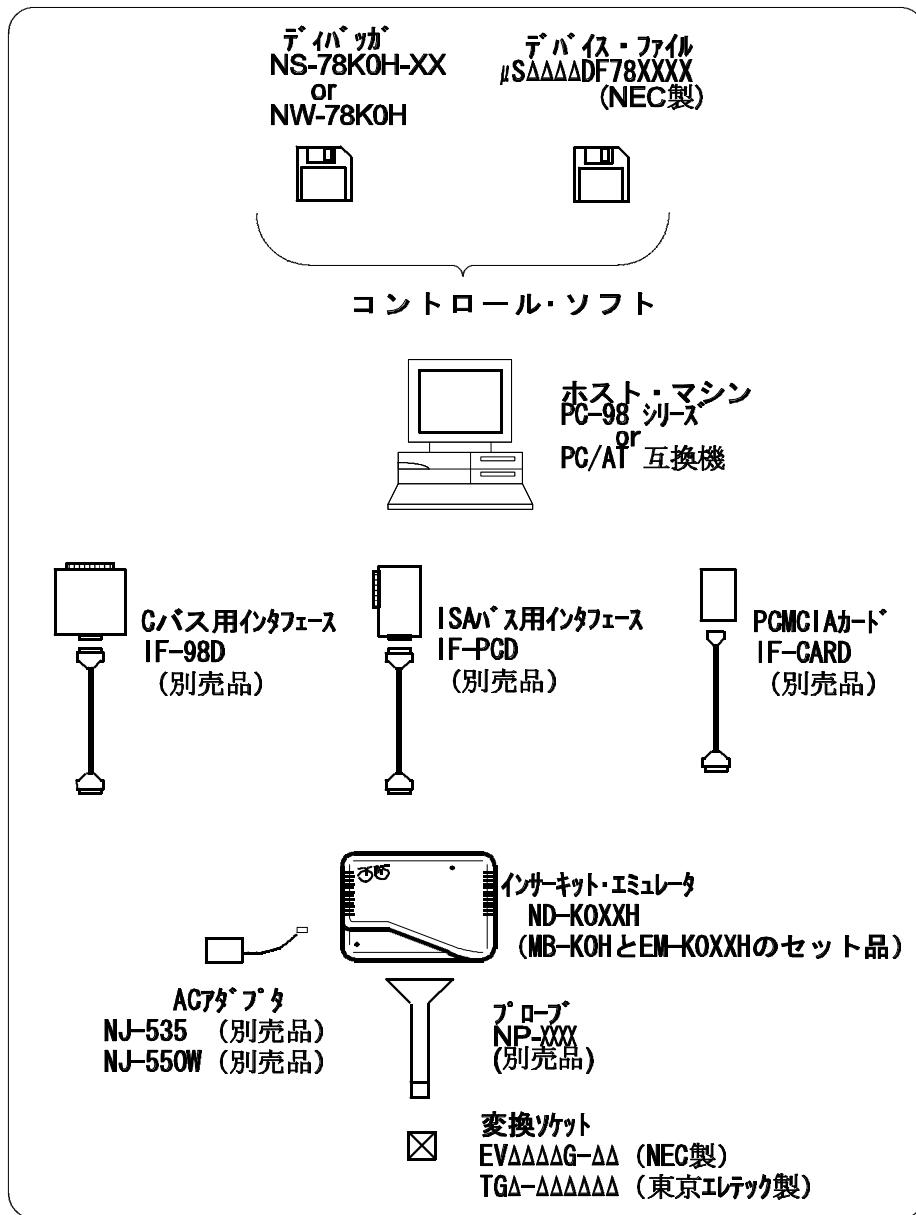 ディバッガ
NS-78K0H-XX
or
NW-78K0H
デバイス・ファイル
μSΔΔΔΔDF78XXXX
(NEC製)
コントロール・ソフト
ホスト・マシン
PC-98 シリーズ
or
PC/AT 互換機
Cバス用インタフェース
IF-98D
(別売品)
ISAバス用インタフェース
IF-PCD
(別売品)
PCMCIAカード
IF-CARD
(別売品)
インサーキット・エミュレータ
ND-K0XXH
(MB-K0HとEM-K0XXHのセット品)
ACアダプタ
NJ-535 (別売品)
NJ-550W (別売品)
プローブ
NP-XXXX
(別売品)
変換ソケット
EVΔΔΔΔG-ΔΔ (NEC製)
TGΔ-ΔΔΔΔΔΔ (東京エレテック製)